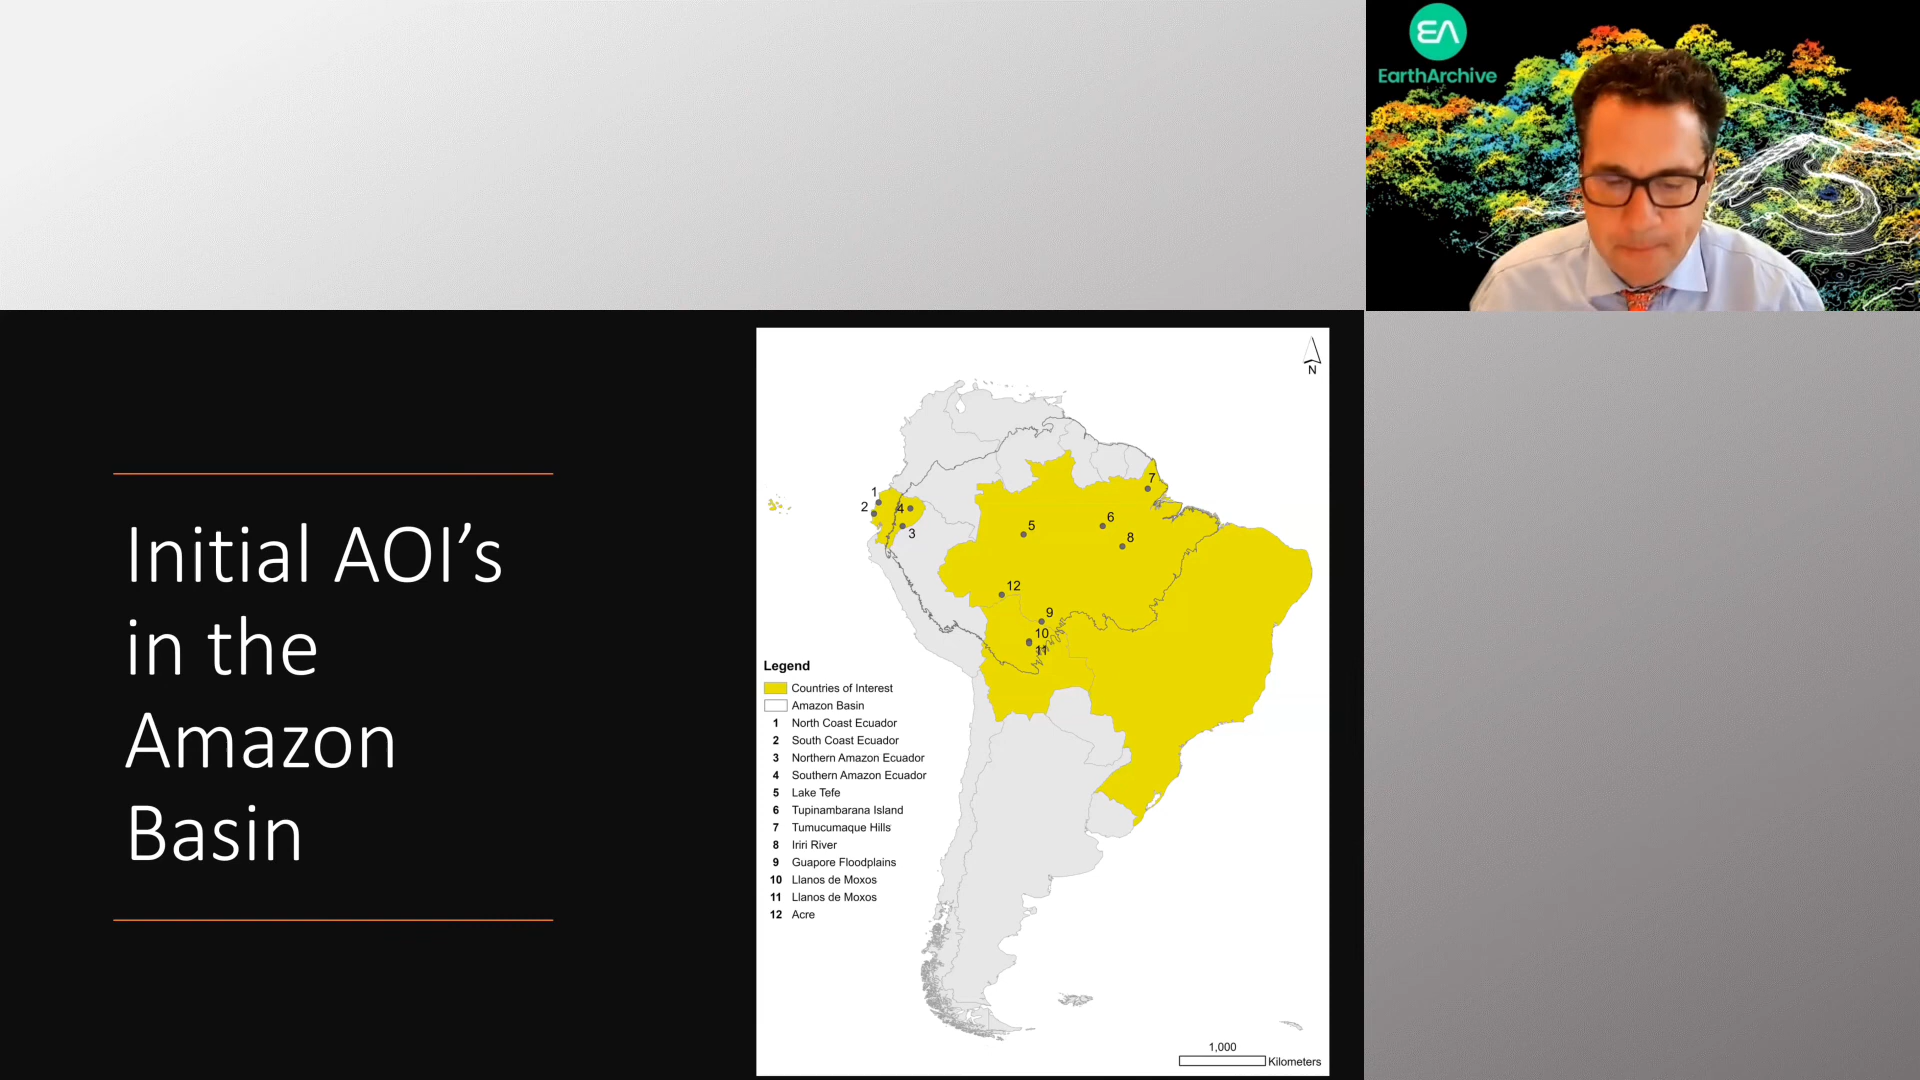 EΛ
EarthArchive
Initial AOI’s
in the
Amazon
Basin
N
1
2
4
3
5
6
7
8
12
9
10
11
Legend
Countries of Interest
Amazon Basin
1 North Coast Ecuador
2 South Coast Ecuador
3 Northern Amazon Ecuador
4 Southern Amazon Ecuador
5 Lake Tefe
6 Tupinambarana Island
7 Tumucumaque Hills
8 Iriri River
9 Guapore Floodplains
10 Llanos de Moxos
11 Llanos de Moxos
12 Acre
1,000
Kilometers